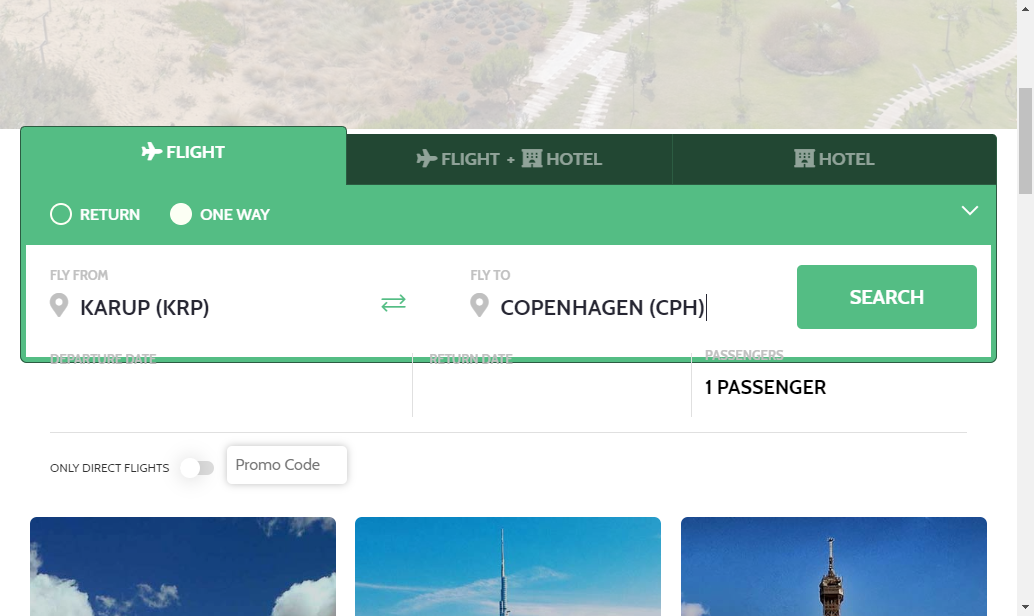 FLIGHT
FLIGHT + HOTEL
HOTEL
RETURN
ONE WAY
FLY FROM
KARUP (KRP)
FLY TO
COPENHAGEN (CPH)
SEARCH
DEPARTURE DATE
RETURN DATE
PASSENGERS
1 PASSENGER
ONLY DIRECT FLIGHTS
Promo Code